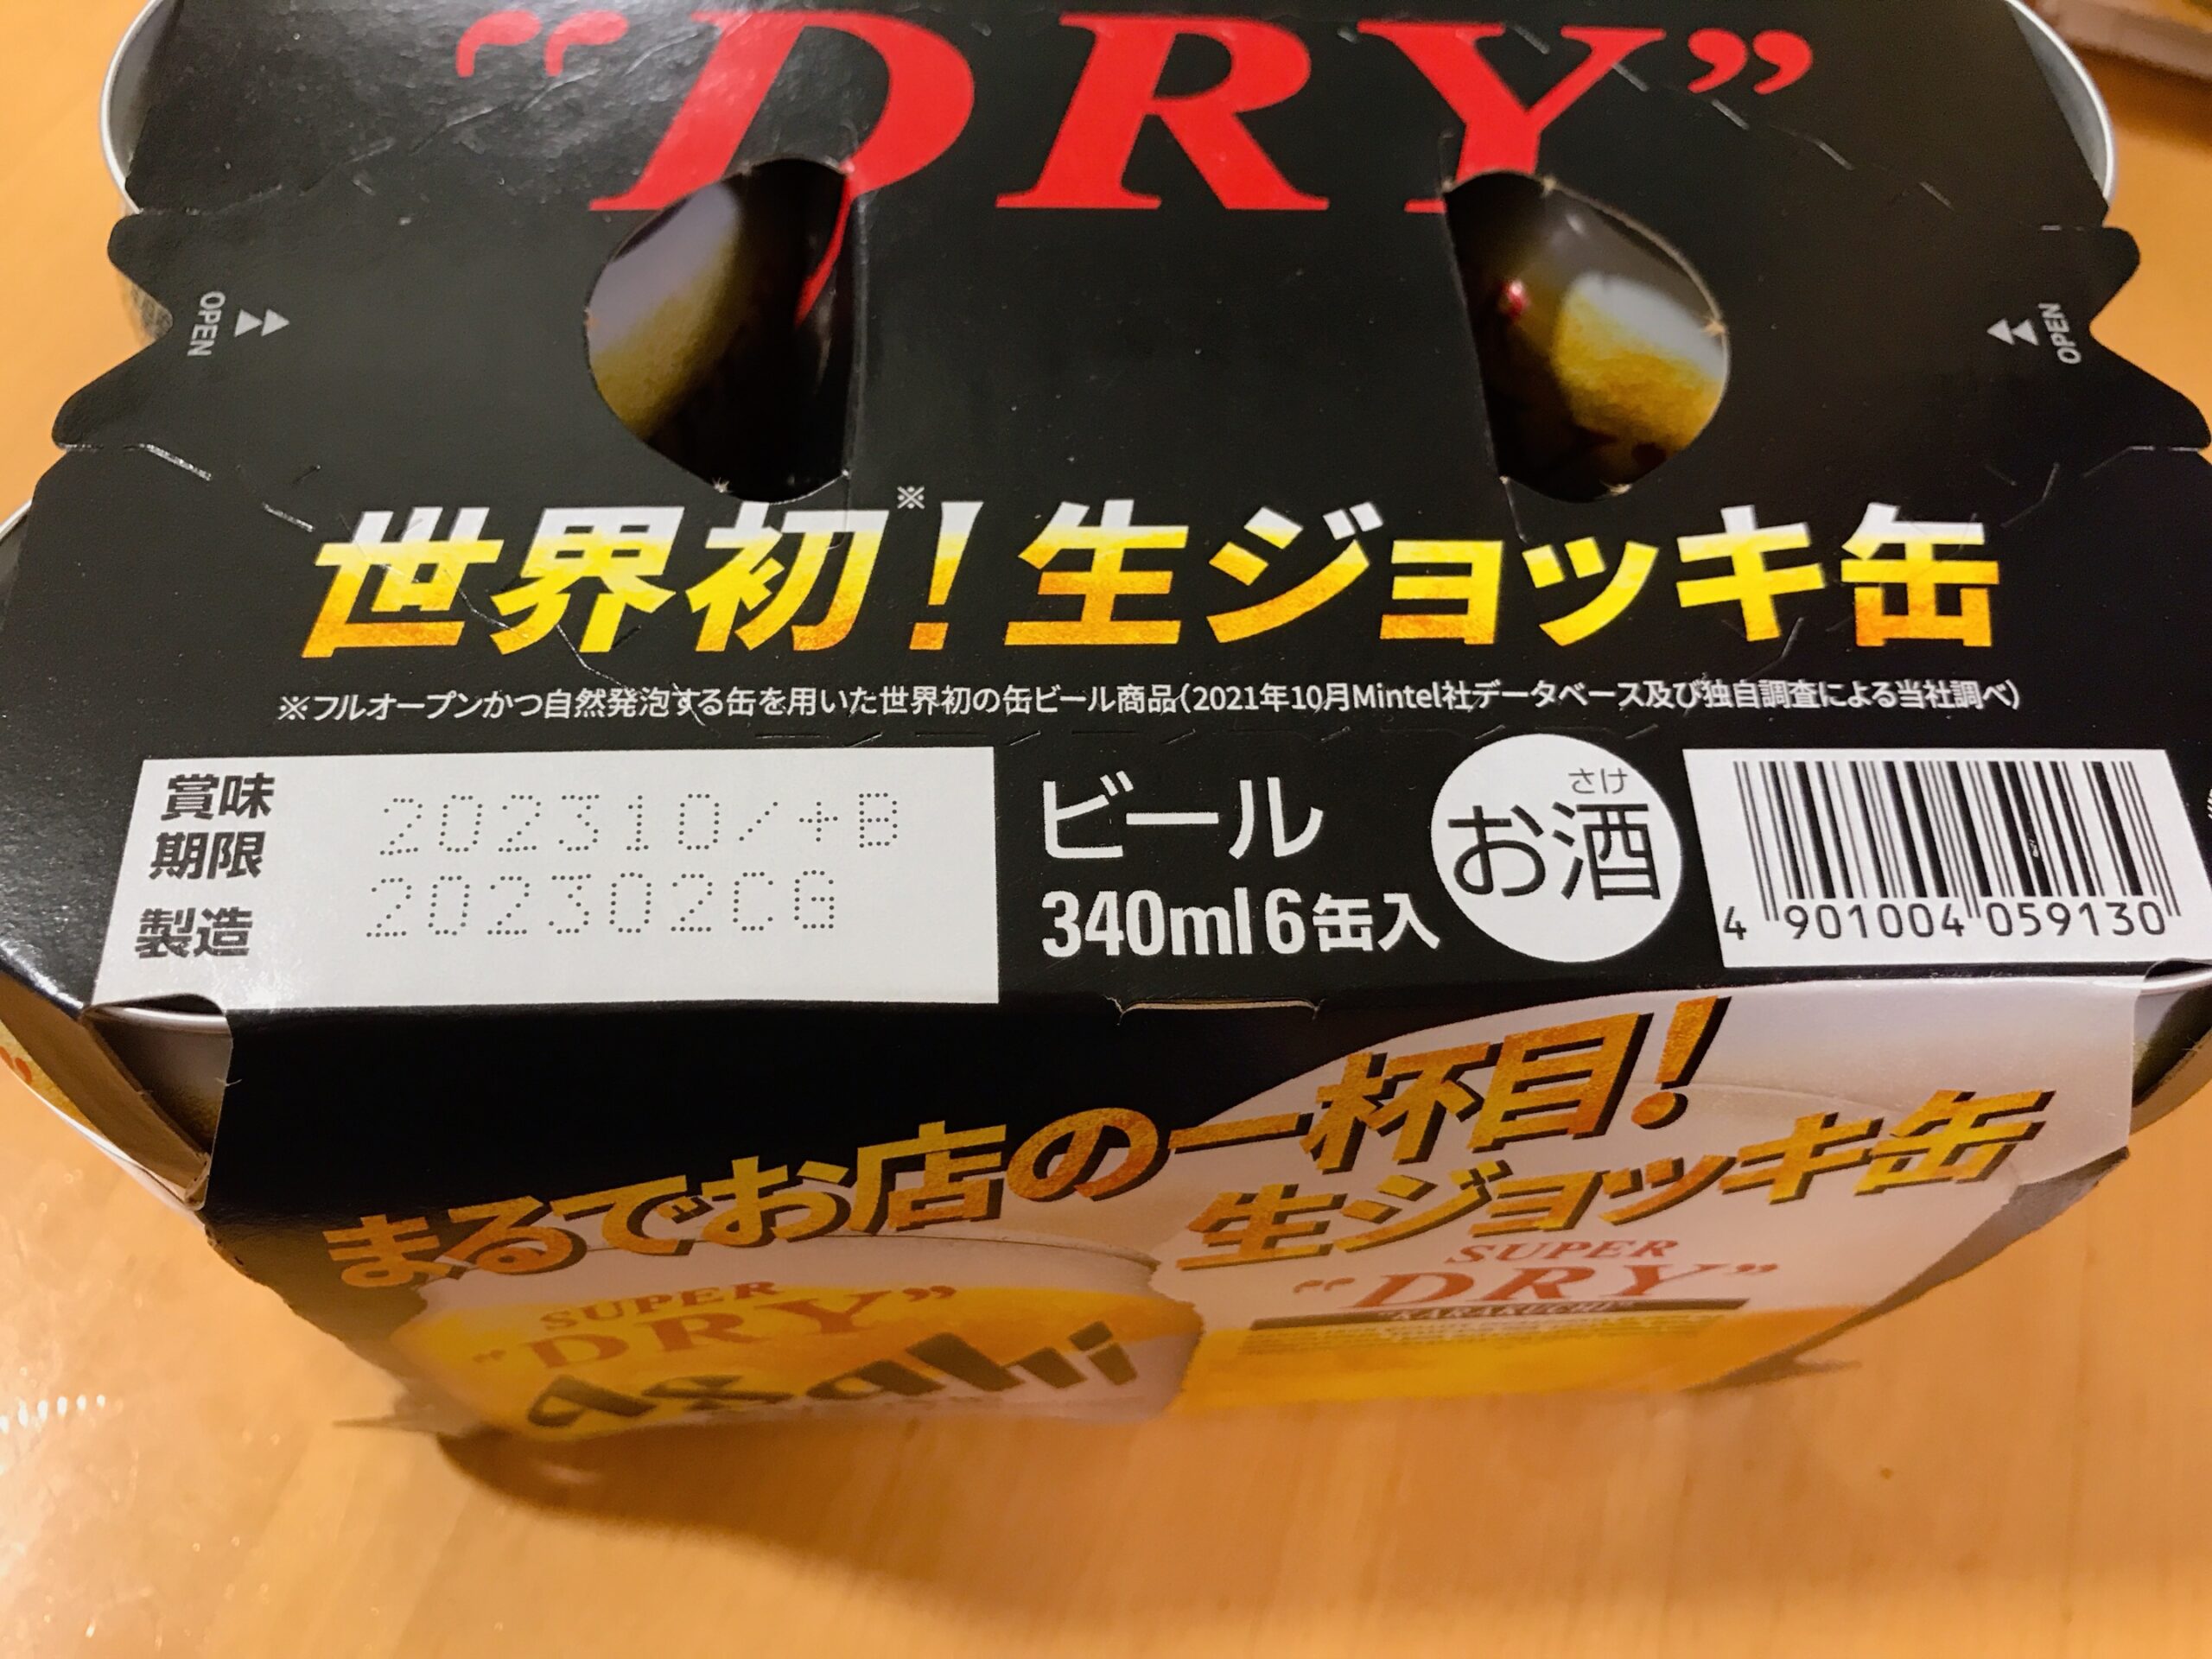 “DRY”
OPEN
OPEN
世界初※！生ジョッキ缶
※フルオープンかつ自然発泡する缶を用いた世界初の缶ビール商品(2021年10月Mintel社データベース及び独自調査による当社調べ)
賞味
期限
202310/+B
製造
202302CG
ビール
340ml 6缶入
さけ
お酒
4 901004 059130
まるでお店の一杯目！
生ジョッキ缶
SUPER
“DRY”
Asahi
SUPER
“DRY”
"KARAKUCHI"